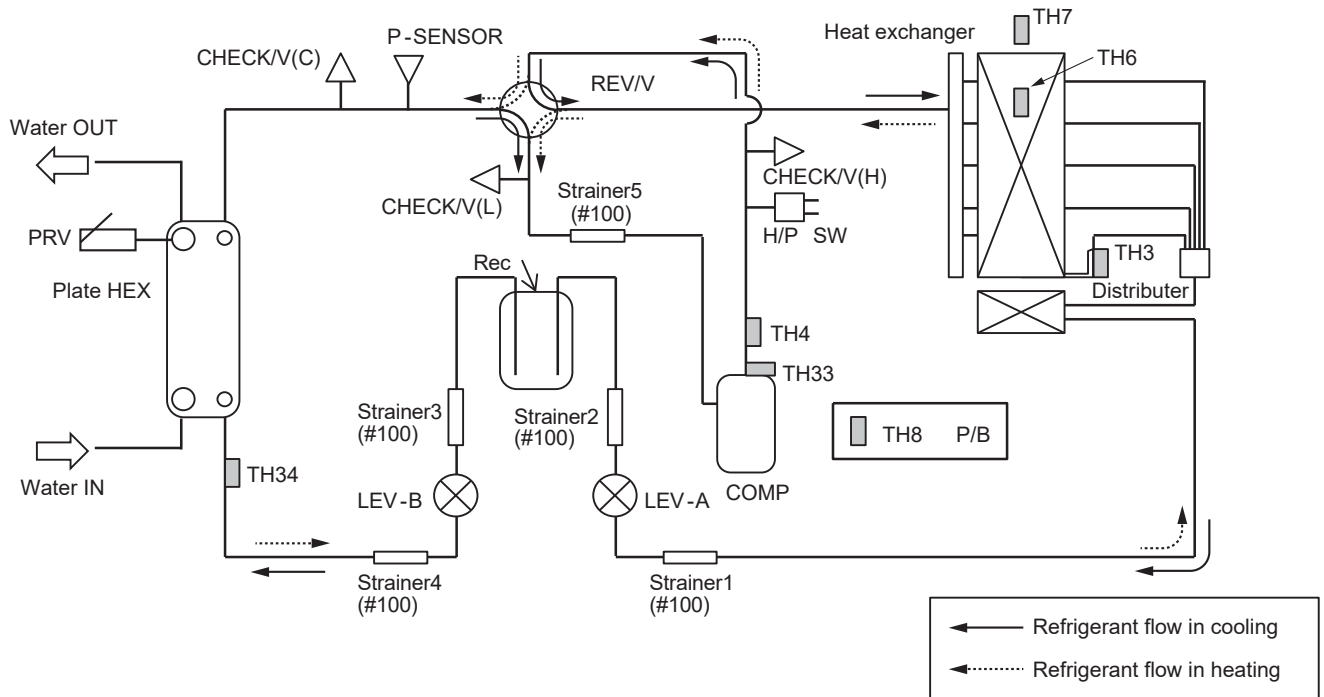 TH7
P-SENSOR
Heat exchanger
CHECK/V(C)
TH6
REV/V
Water OUT
CHECK/V(H)
Strainer5
(#100)
CHECK/V(L)
PRV
H/P SW
TH3
Rec
Plate HEX
Distributer
TH4
TH33
Strainer3
(#100)
Strainer2
(#100)
TH8 P/B
TH34
Water IN
LEV-B
LEV-A
COMP
Strainer4
(#100)
Strainer1
(#100)
Refrigerant flow in cooling
Refrigerant flow in heating